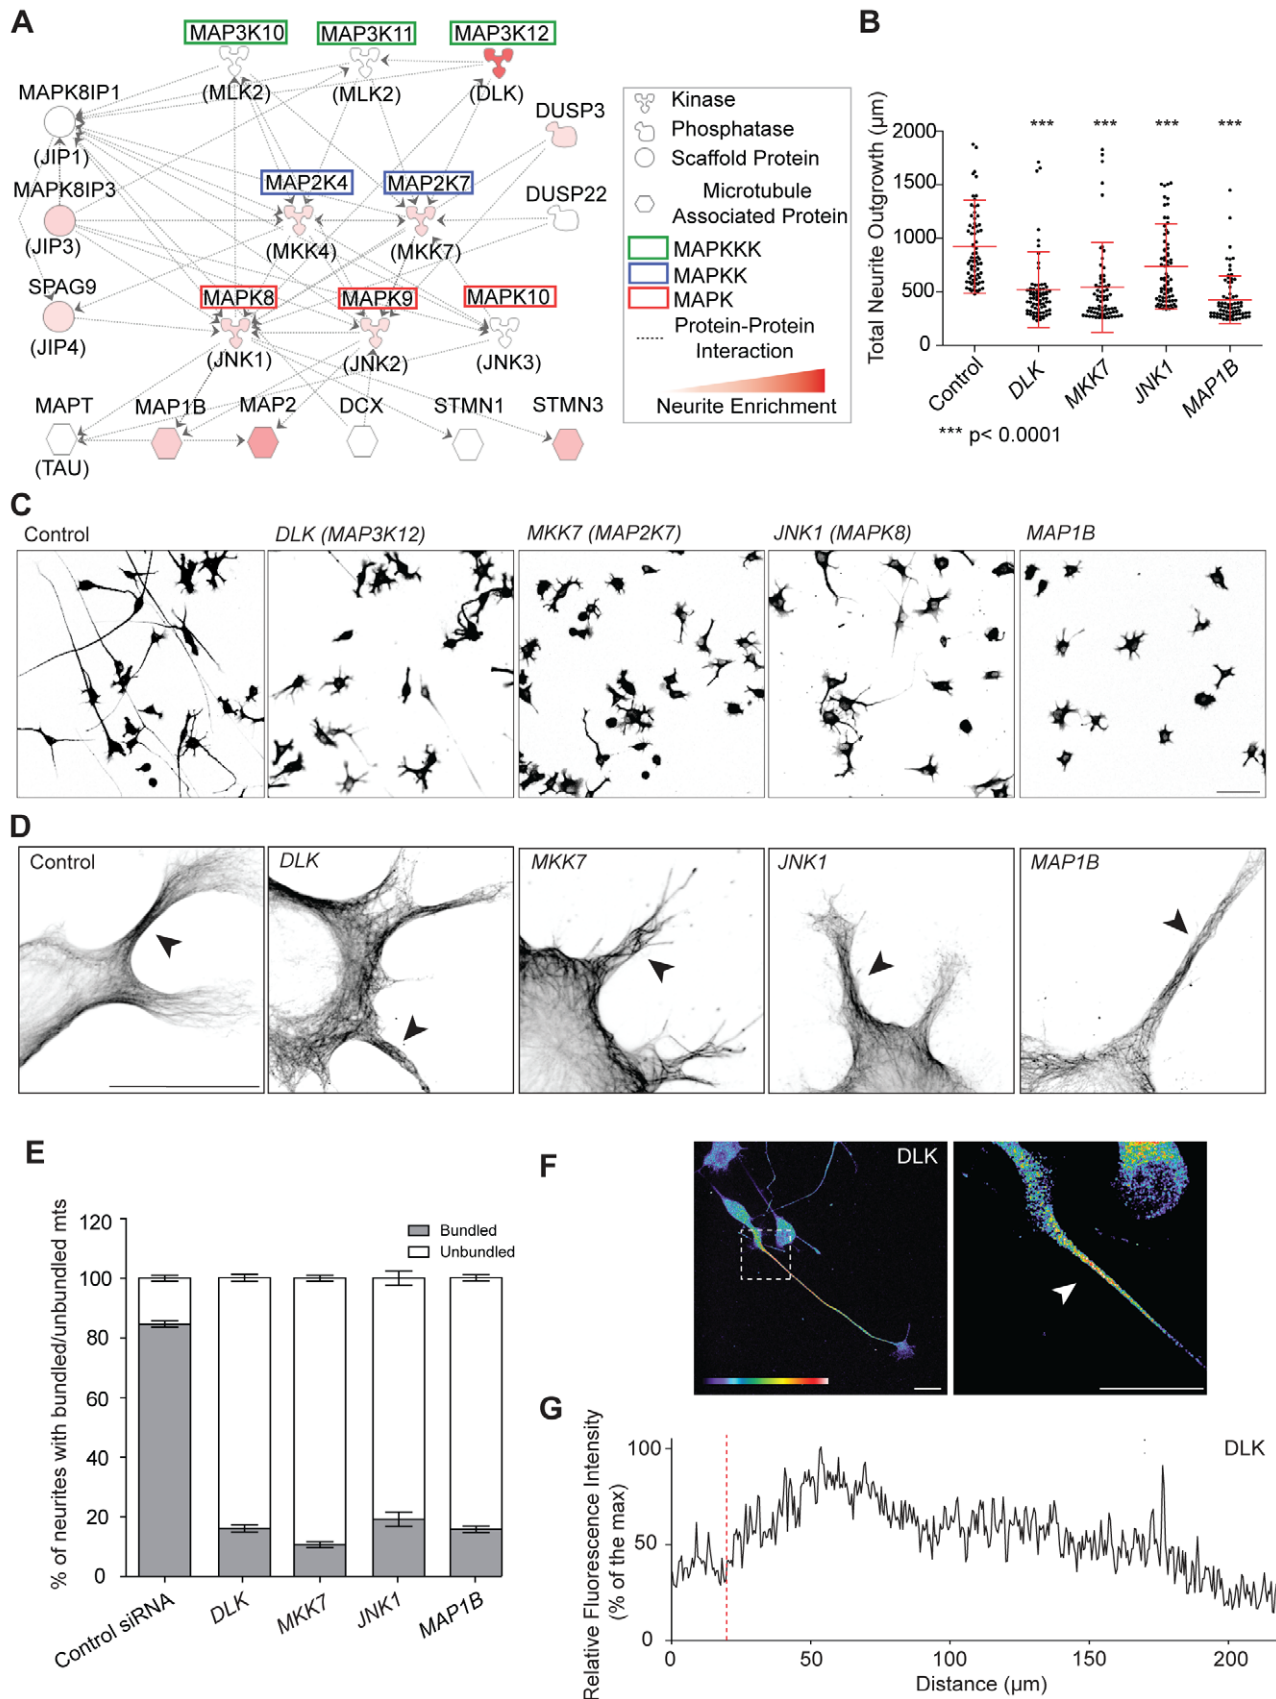 A
MAP3K10
MAP3K11
MAP3K12
MAPK8IP1
(MLK2)
(MLK2)
(DLK)
DUSP3
(JIP1)
MAPK8IP3
MAP2K4
MAP2K7
DUSP22
(JIP3)
(MKK4)
(MKK7)
SPAG9
MAPK8
MAPK9
MAPK10
(JIP4)
(JNK1)
(JNK2)
(JNK3)
MAPT
MAP1B
MAP2
DCX
STMN1
STMN3
(TAU)
Kinase
Phosphatase
Scaffold Protein
Microtubule
Associated Protein
MAPKKK
MAPKK
MAPK
Protein-Protein
Interaction
Neurite Enrichment
B
Total Neurite Outgrowth (µm)
2000
1500
1000
500
0
*** *** *** ***
Control
DLK
MKK7
JNK1
MAP1B
*** p< 0.0001
C
Control
DLK (MAP3K12)
MKK7 (MAP2K7)
JNK1 (MAPK8)
MAP1B
D
Control
DLK
MKK7
JNK1
MAP1B
E
% of neurites with bundled/unbundled mts
120
100
80
60
40
20
0
Bundled
Unbundled
Control siRNA
DLK
MKK7
JNK1
MAP1B
F
DLK
G
Relative Fluorescence Intensity
(% of the max)
100
50
0
DLK
0 50 100 150 200
Distance (µm)